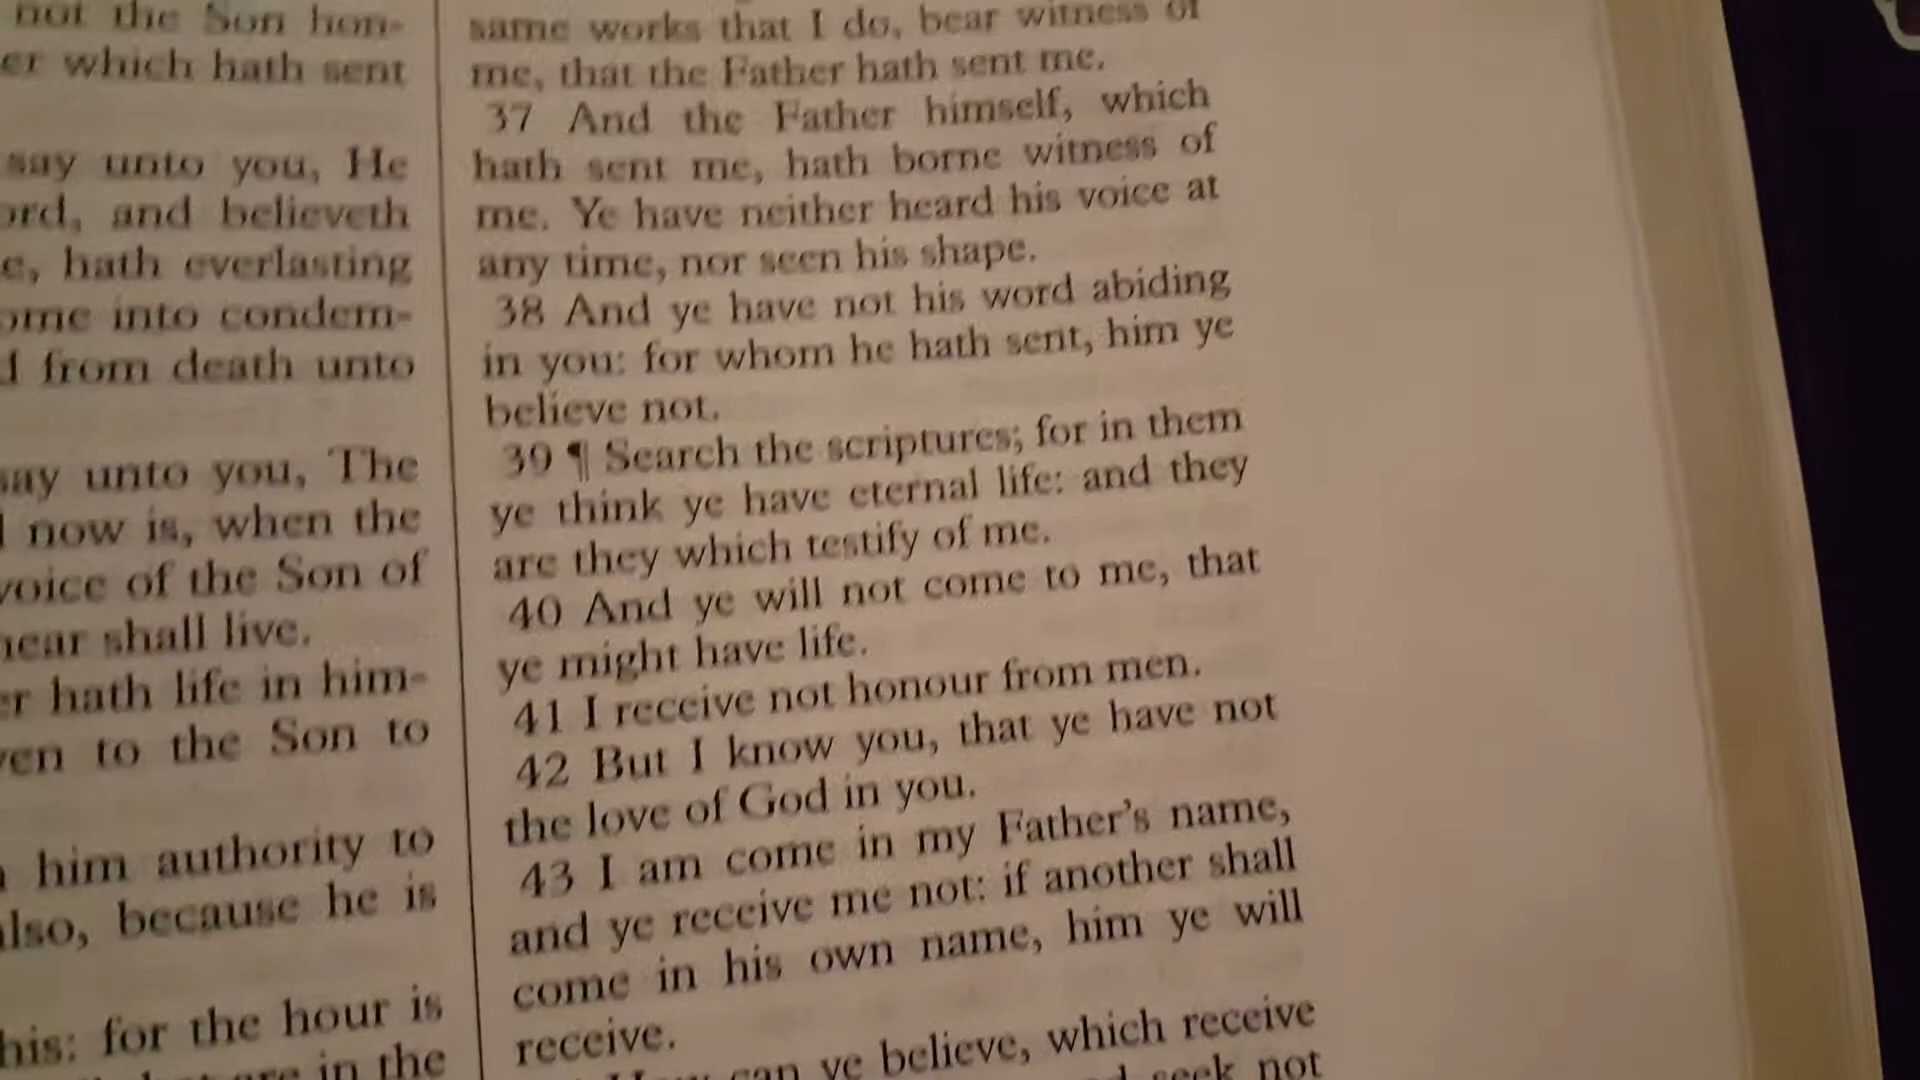 not the Son hon-
er which hath sent
say unto you, He
ord, and believeth
e, hath everlasting
ome into condem-
d from death unto
say unto you, The
now is, when the
voice of the Son of
hear shall live.
er hath life in him-
ven to the Son to
him authority to
also, because he is
his: for the hour is
are in the
same works that I do, bear witness of
me, that the Father hath sent me.
37 And the Father himself, which
hath sent me, hath borne witness of
me. Ye have neither heard his voice at
any time, nor seen his shape.
38 And ye have not his word abiding
in you: for whom he hath sent, him ye
believe not.
39 ¶ Search the scriptures; for in them
ye think ye have eternal life: and they
are they which testify of me.
40 And ye will not come to me, that
ye might have life.
41 I receive not honour from men.
42 But I know you, that ye have not
the love of God in you.
43 I am come in my Father's name,
and ye receive me not: if another shall
come in his own name, him ye will
receive.
How can ye believe, which receive
seek not